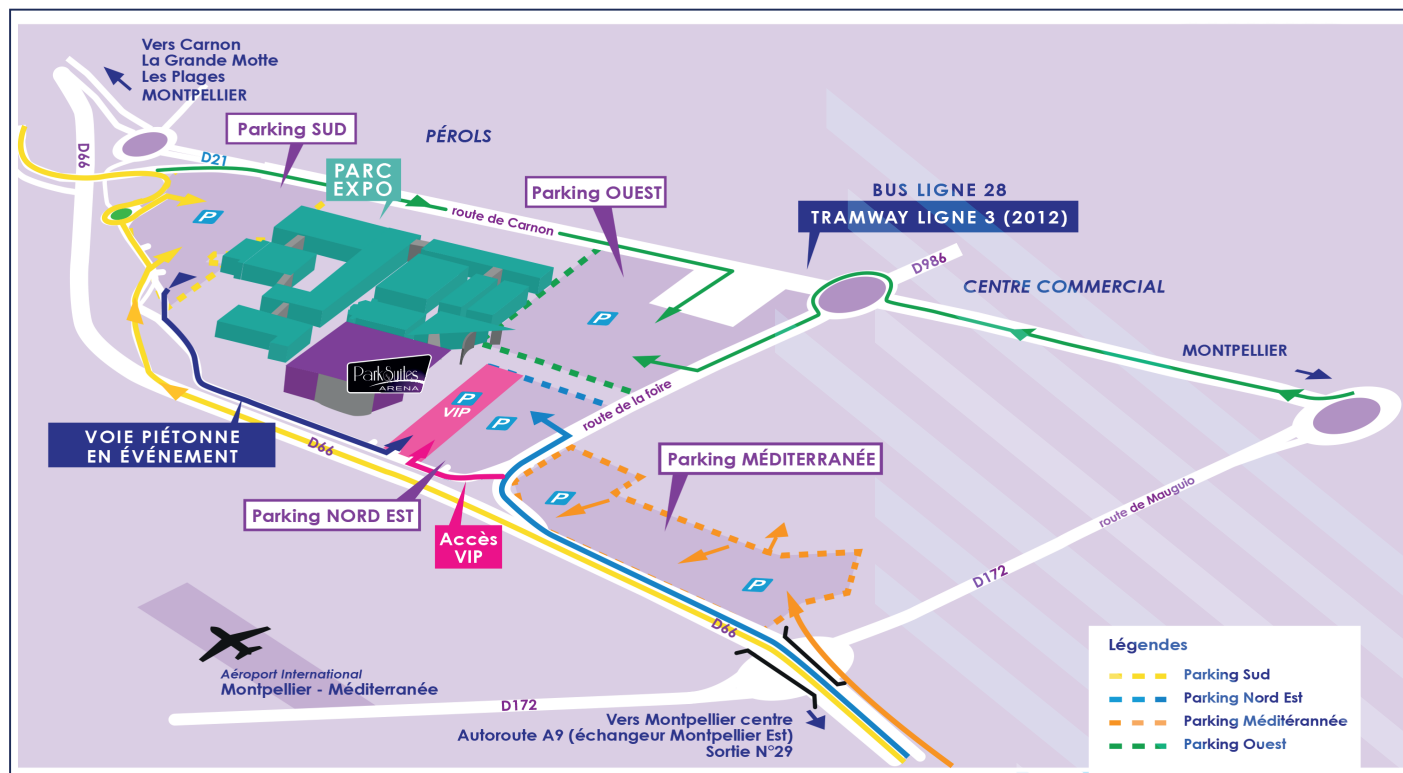 Vers Carnon
La Grande Motte
Les Plages
MONTPELLIER
D66
Parking SUD
PÉROLS
D21
PARC
EXPO
Parking OUEST
route de Carnon
BUS LIGNE 28
TRAMWAY LIGNE 3 (2012)
D986
CENTRE COMMERCIAL
P
P
MONTPELLIER
ParkSuites
ARENA
P
VIP
P
route de la foire
VOIE PIÉTONNE
EN ÉVÉNEMENT
D66
Parking MÉDITERRANÉE
Parking NORD EST
P
Accès
VIP
route de Mauguio
D172
P
D66
Aéroport International
Montpellier - Méditerranée
D172
Vers Montpellier centre
Autoroute A9 (échangeur Montpellier Est)
Sortie N°29
Légendes
Parking Sud
Parking Nord Est
Parking Méditérannée
Parking Ouest